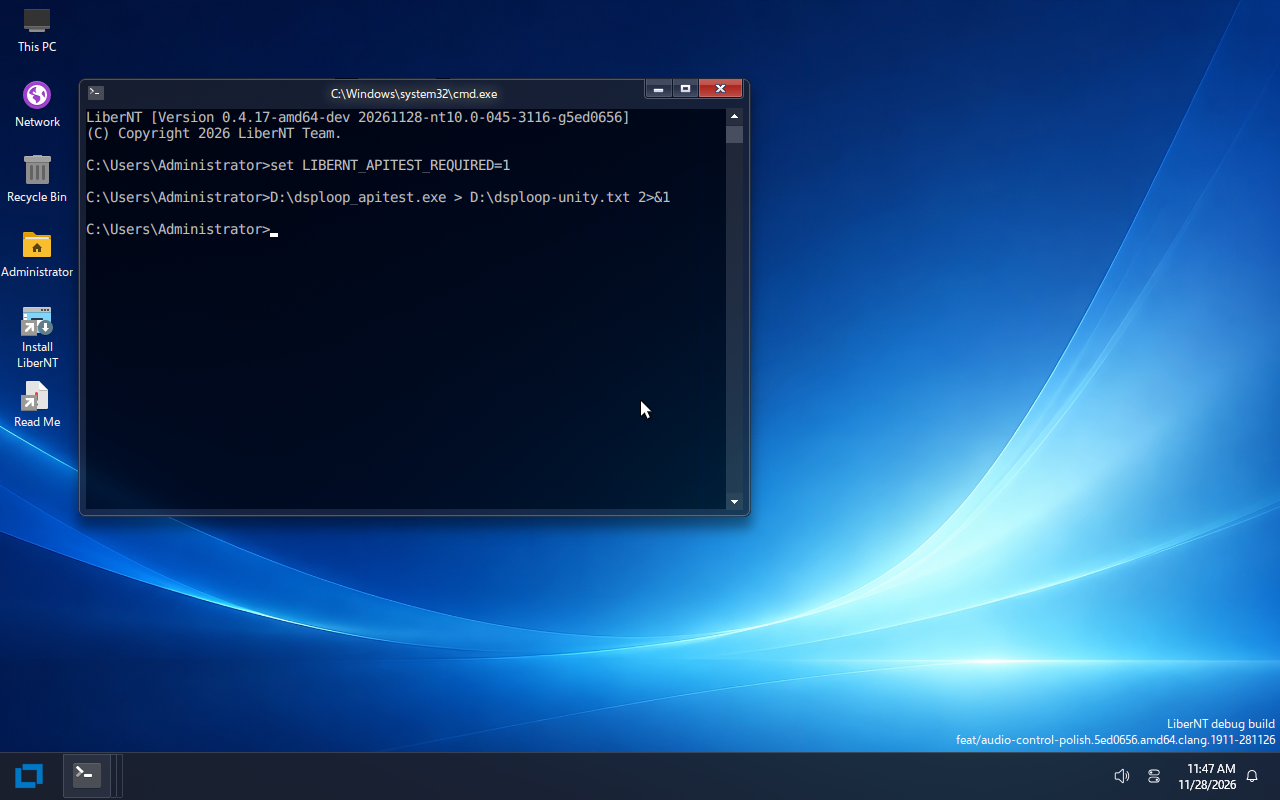 This PC
Network
Recycle Bin
Administrator
Install
LiberNT
Read Me
C:\Windows\system32\cmd.exe
LiberNT [Version 0.4.17-amd64-dev 20261128-nt10.0-045-3116-g5ed0656]
(C) Copyright 2026 LiberNT Team.
C:\Users\Administrator>set LIBERNT_APITEST_REQUIRED=1
C:\Users\Administrator>D:\dsploop_apitest.exe > D:\dsploop-unity.txt 2>&1
C:\Users\Administrator>
LiberNT debug build
feat/audio-control-polish.5ed0656.amd64.clang.1911-281126
11:47 AM
11/28/2026